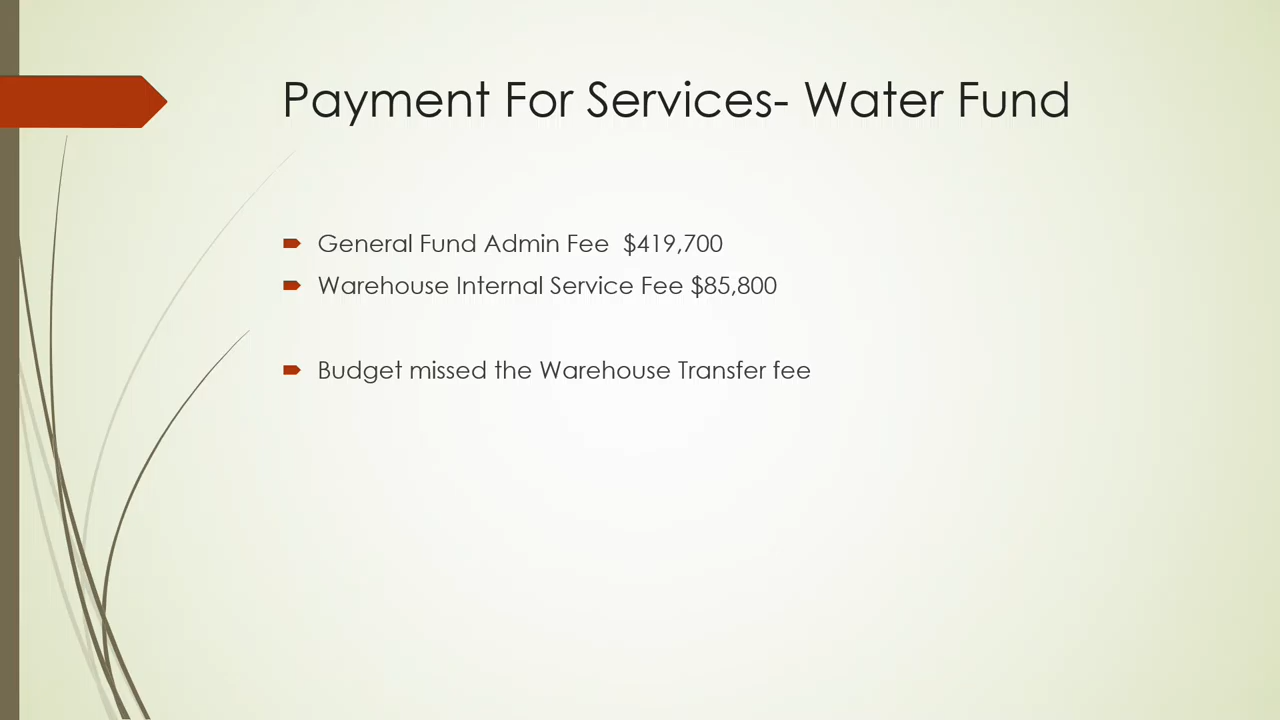 Payment For Services- Water Fund
General Fund Admin Fee $419,700
Warehouse Internal Service Fee $85,800
Budget missed the Warehouse Transfer fee